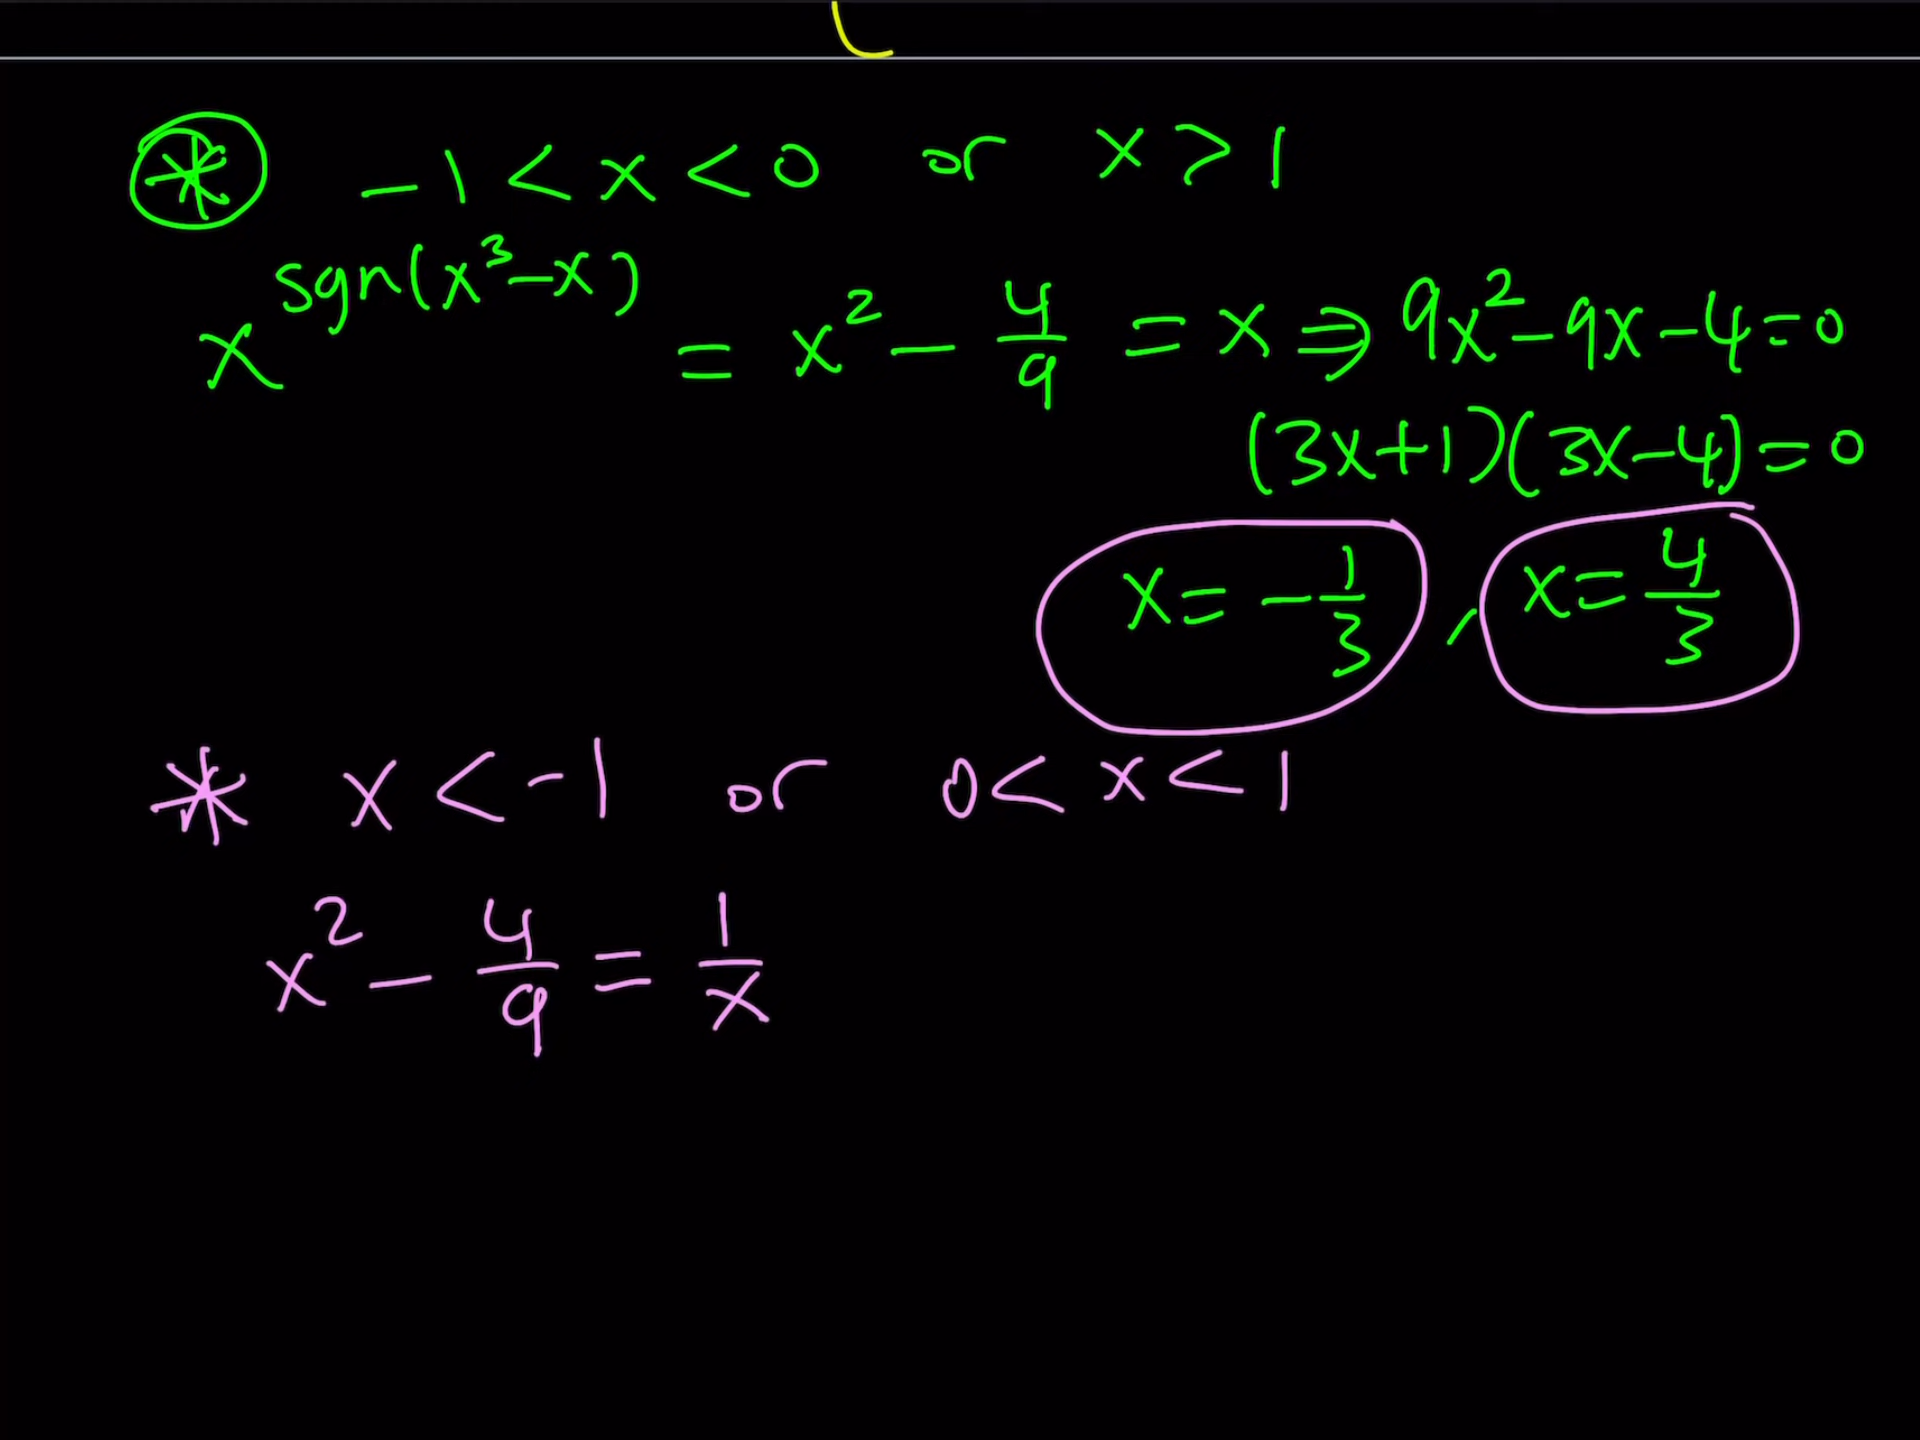 * -1 < x < 0 or x > 1
x^sgn(x³-x) = x² - 4/9 = x ⇒ 9x² - 9x - 4 = 0
(3x+1)(3x-4) = 0
x = -1/3 , x = 4/3
* x < -1 or 0 < x < 1
x² - 4/9 = 1/x